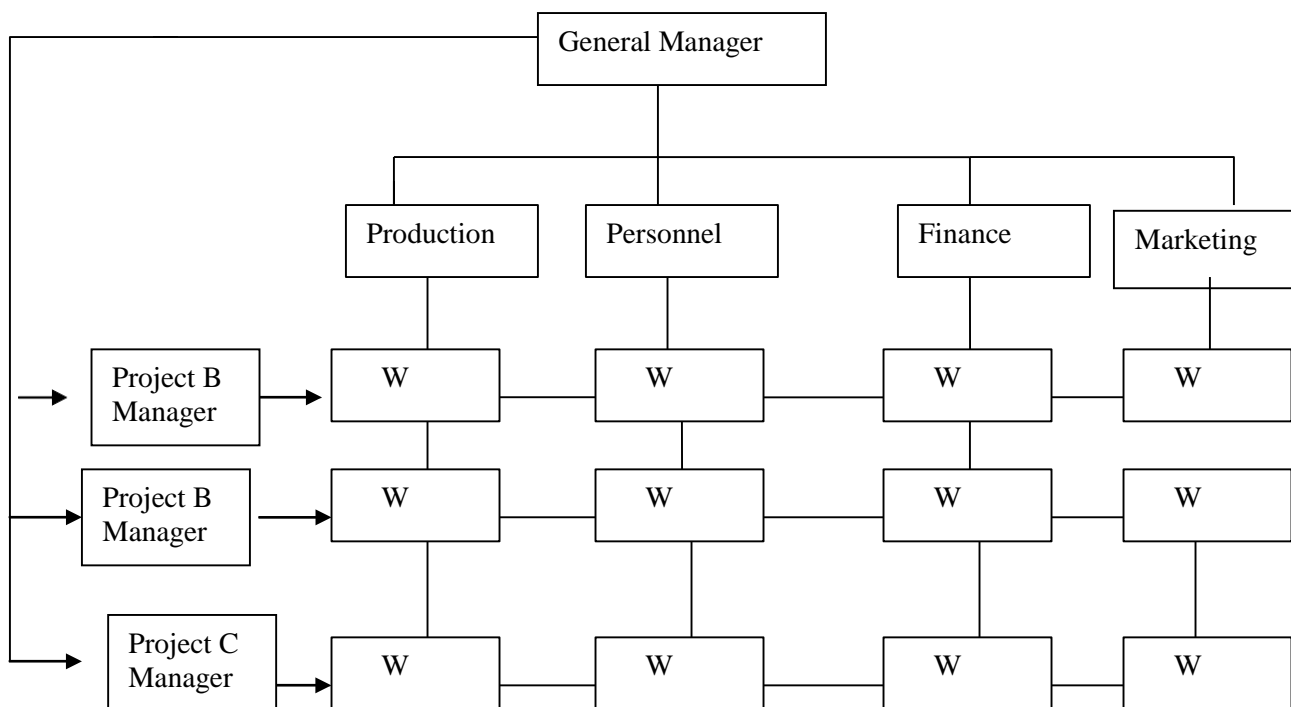 General Manager
Production
Personnel
Finance
Marketing
Project B
Manager
W
W
W
W
Project B
Manager
W
W
W
W
Project C
Manager
W
W
W
W